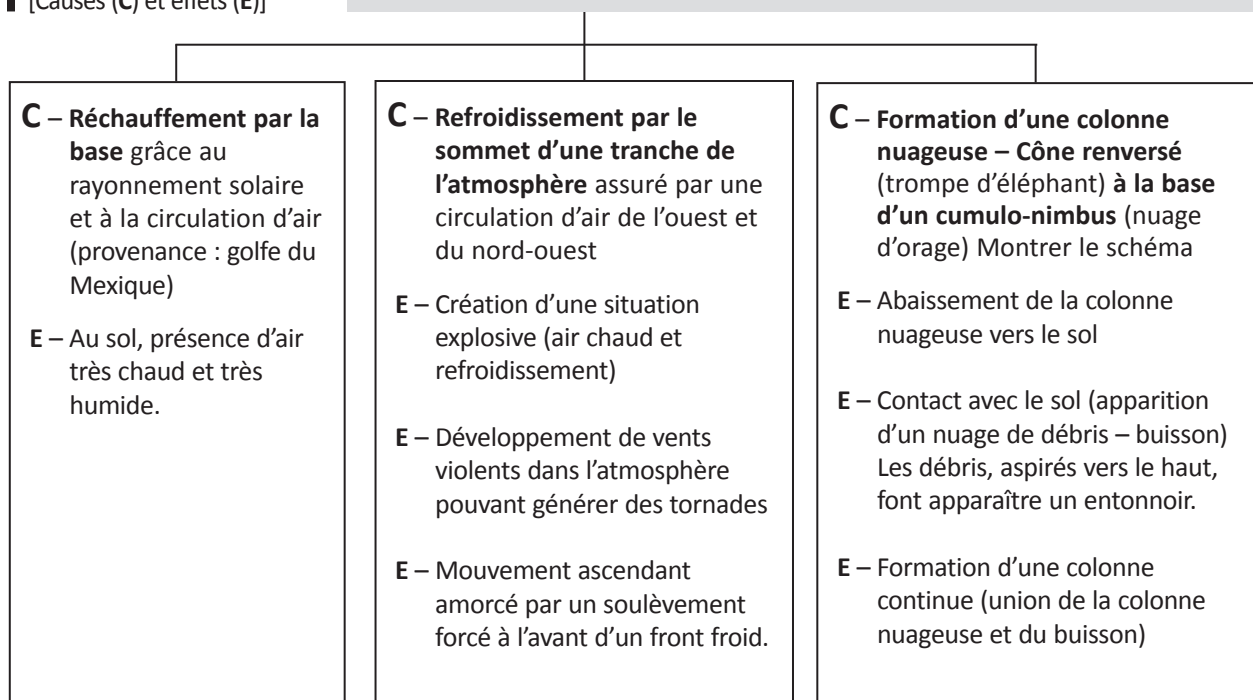 [Causes (C) et effets (E)]
C – Réchauffement par la
base grâce au
rayonnement solaire
et à la circulation d’air
(provenance : golfe du
Mexique)
E – Au sol, présence d’air
très chaud et très
humide.
C – Refroidissement par le
sommet d’une tranche de
l’atmosphère assuré par une
circulation d’air de l’ouest et
du nord-ouest
E – Création d’une situation
explosive (air chaud et
refroidissement)
E – Développement de vents
violents dans l’atmosphère
pouvant générer des tornades
E – Mouvement ascendant
amorcé par un soulèvement
forcé à l’avant d’un front froid.
C – Formation d’une colonne
nuageuse – Cône renversé
(trompe d’éléphant) à la base
d’un cumulo-nimbus (nuage
d’orage) Montrer le schéma
E – Abaissement de la colonne
nuageuse vers le sol
E – Contact avec le sol (apparition
d’un nuage de débris – buisson)
Les débris, aspirés vers le haut,
font apparaître un entonnoir.
E – Formation d’une colonne
continue (union de la colonne
nuageuse et du buisson)